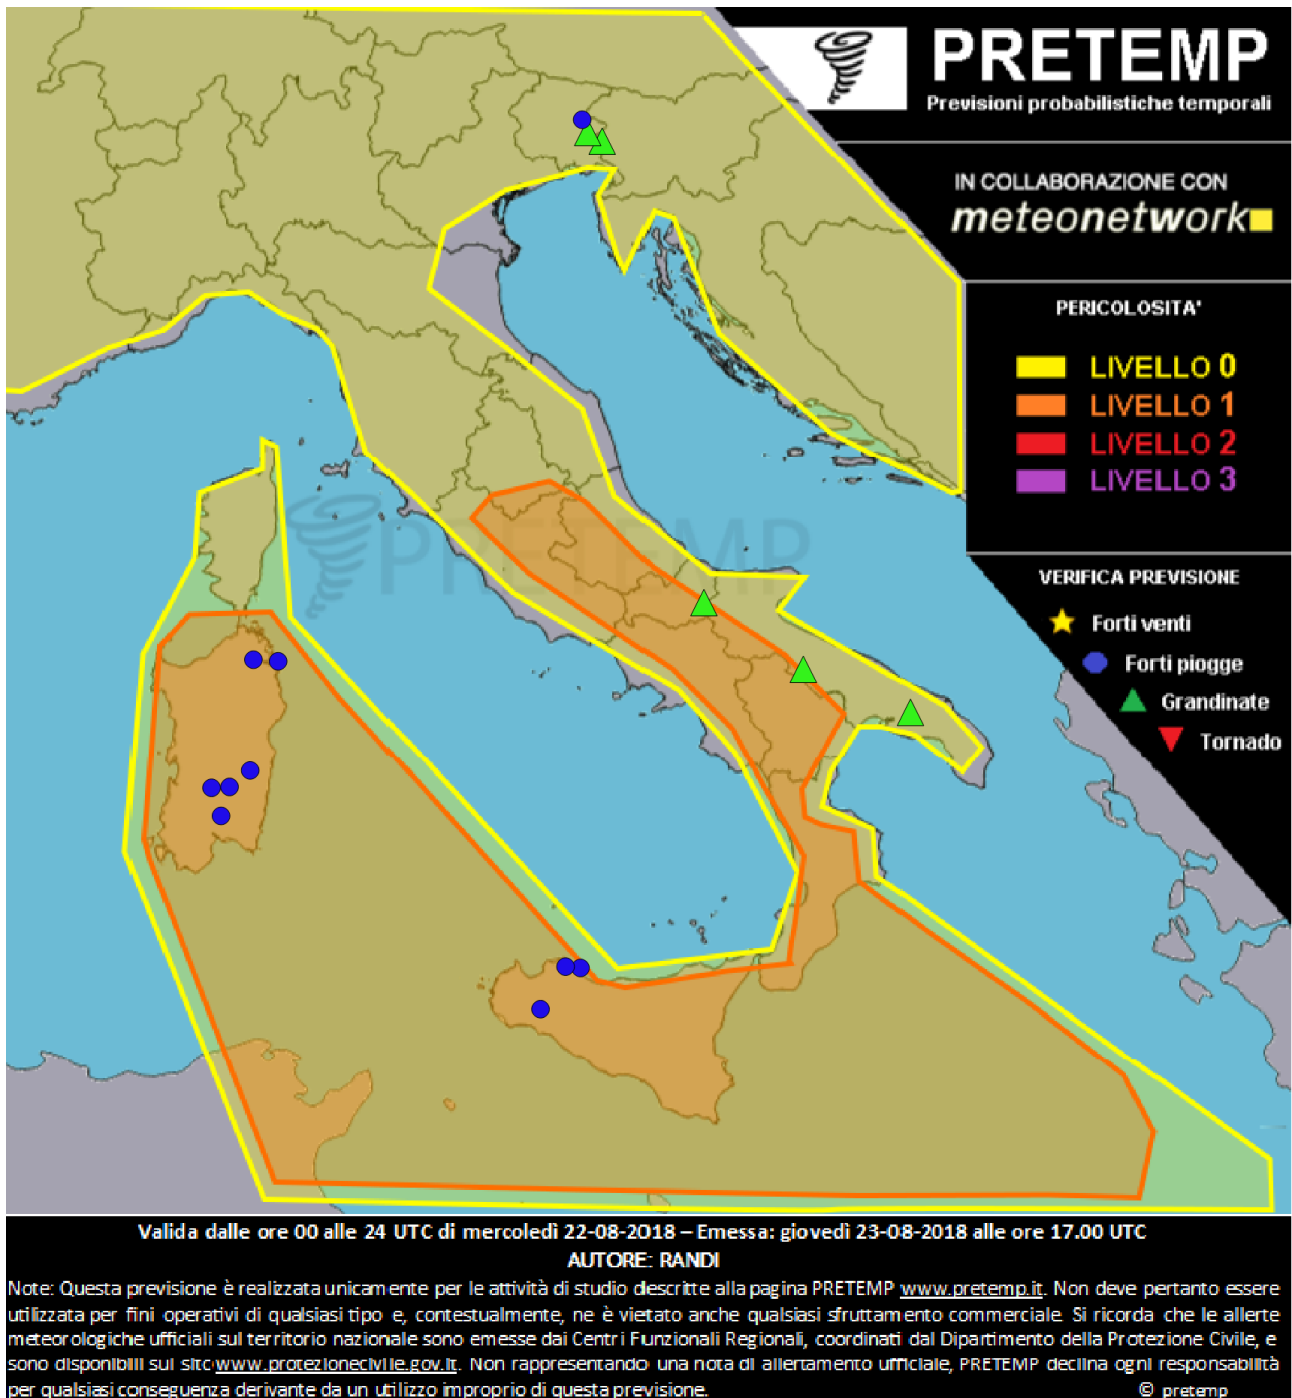 PRETEMP
Previsioni probabilistiche temporali
IN COLLABORAZIONE CON
meteonetwork
PERICOLOSITA'
LIVELLO 0
LIVELLO 1
LIVELLO 2
LIVELLO 3
PRETEMP
VERIFICA PREVISIONE
Forti venti
Forti piogge
Grandinate
Tornado
Valida dalle ore 00 alle 24 UTC di mercoledì 22-08-2018 – Emessa: giovedì 23-08-2018 alle ore 17.00 UTC
AUTORE: RANDI
Note: Questa previsione è realizzata unicamente per le attività di studio descritte alla pagina PRETEMP www.pretemp.it. Non deve pertanto essere
utilizzata per fini operativi di qualsiasi tipo e, contestualmente, ne è vietato anche qualsiasi sfruttamento commerciale. Si ricorda che le allerte
meteorologiche ufficiali sul territorio nazionale sono emesse dai Centri Funzionali Regionali, coordinati dal Dipartimento della Protezione Civile, e
sono disponibili sul sito www.protezionecivile.gov.it. Non rappresentando una nota di allertamento ufficiale, PRETEMP declina ogni responsabilità
per qualsiasi conseguenza derivante da un utilizzo improprio di questa previsione.
© pretemp